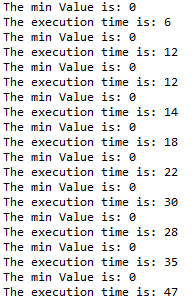 The min Value is: 0
The execution time is: 6
The min Value is: 0
The execution time is: 12
The min Value is: 0
The execution time is: 12
The min Value is: 0
The execution time is: 14
The min Value is: 0
The execution time is: 18
The min Value is: 0
The execution time is: 22
The min Value is: 0
The execution time is: 30
The min Value is: 0
The execution time is: 28
The min Value is: 0
The execution time is: 35
The min Value is: 0
The execution time is: 47